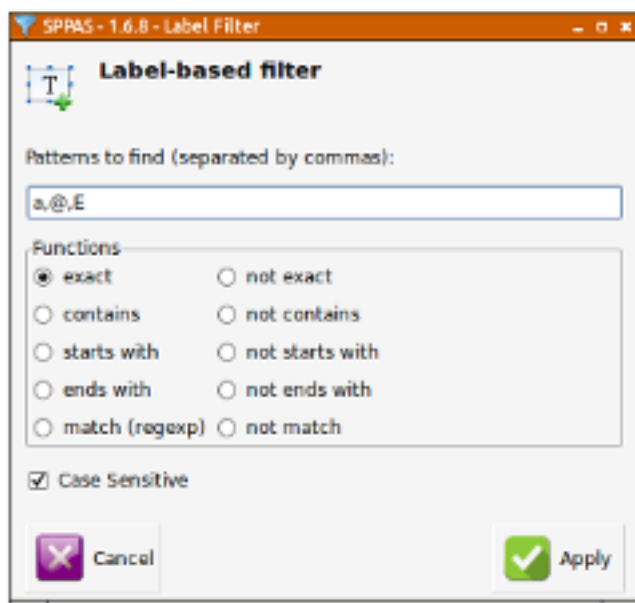 SPPAS - 1.6.8 - Label Filter
T
Label-based filter
Patterns to find (separated by commas):
a,@,E
Functions
exact not exact
contains not contains
starts with not starts with
ends with not ends with
match (regexp) not match
Case Sensitive
Cancel Apply